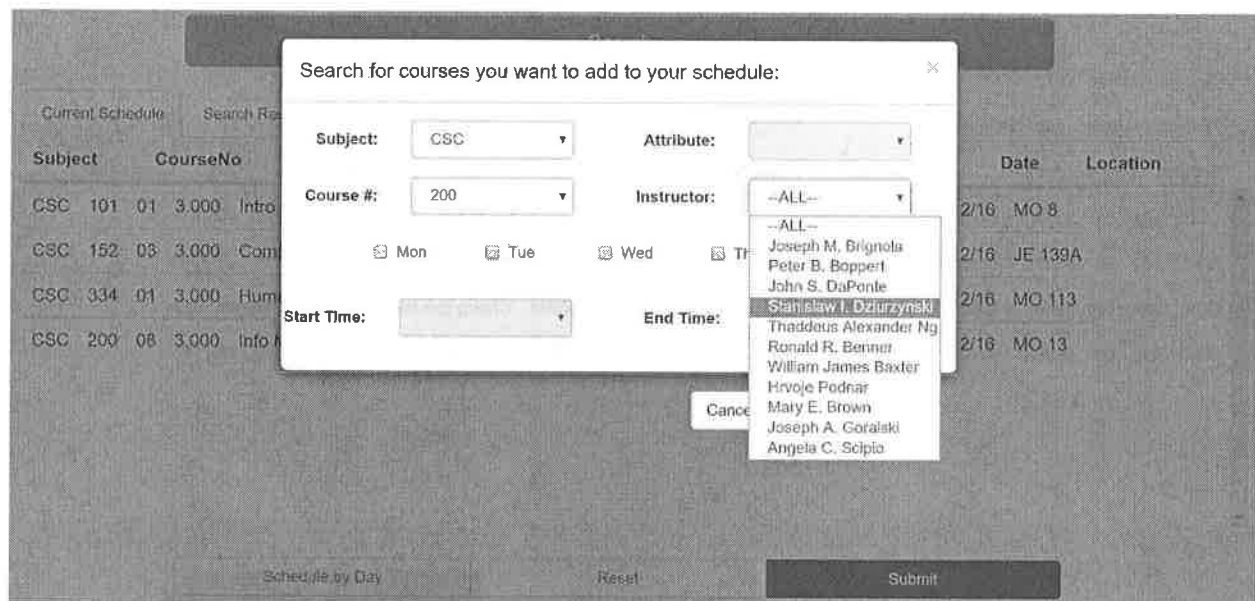 Search for courses you want to add to your schedule:
Current Schedule Search
Subject: CSC Attribute:
Subject CourseNo Date Location
Course #: 200 Instructor: --ALL--
CSC 101 01 3.000 Intro 2/16 MO 8
--ALL--
Joseph M. Brignola
Mon Tue Wed
CSC 152 03 3.000 2/16 JE 139A
Peter B. Boppert
John S. DaPonte
CSC 334 01 3.000 2/16 MO 113
Stanislaw I. Dziurzynski
Start Time: End Time:
Thaddeus Alexander Ng
CSC 200 08 3.000 Info 2/16 MO 13
Ronald R. Benner
William James Baxter
Hrvoje Podnar
Mary E. Brown
Joseph A. Goralski
Angela C. Scipio
Schedule by Day Reset Submit